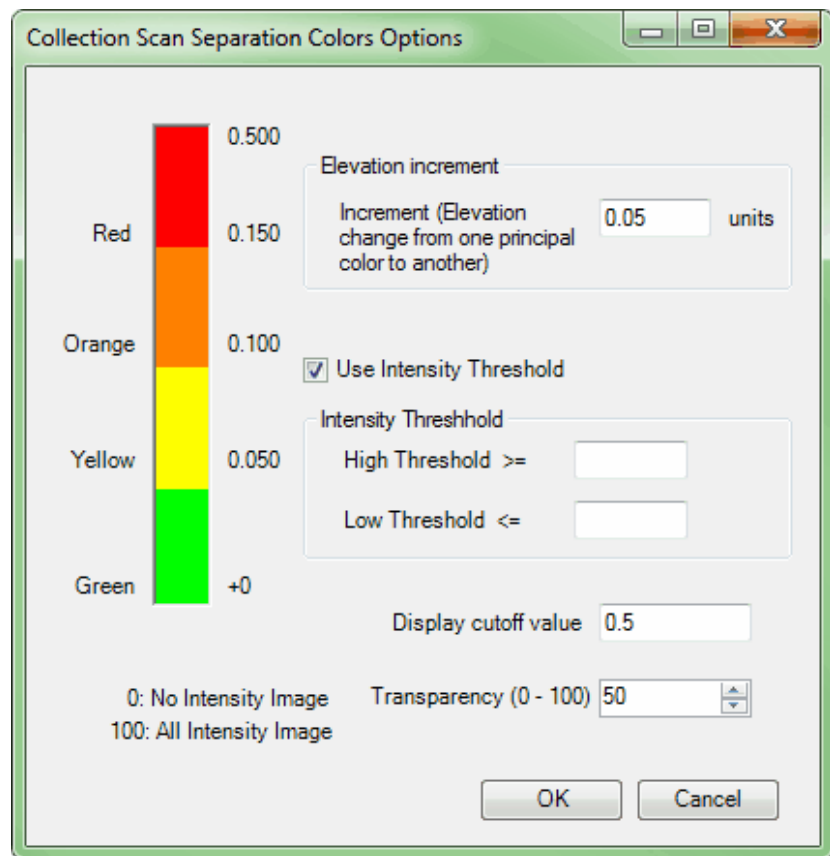 Collection Scan Separation Colors Options
0.500
Elevation increment
Increment (Elevation
change from one principal
color to another)
0.05
units
Red
0.150
Orange
0.100
Use Intensity Threshold
Intensity Threshhold
Yellow
0.050
High Threshold >=
Low Threshold <=
Green
+0
Display cutoff value
0.5
0: No Intensity Image
100: All Intensity Image
Transparency (0 - 100)
50
OK
Cancel